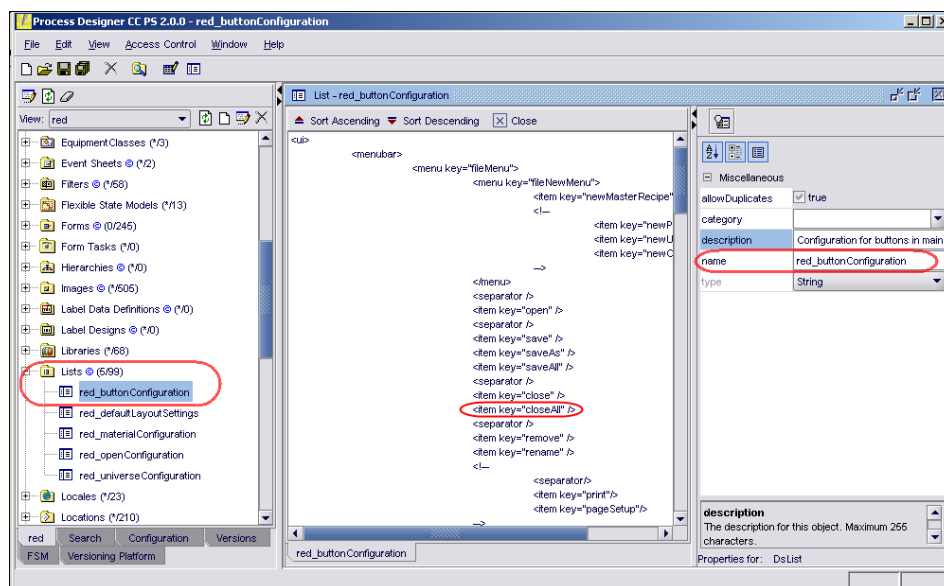 Process Designer CC PS 2.0.0 - red_buttonConfiguration
File Edit View Access Control Window Help
View: red
EquipmentClasses (*/3)
Event Sheets © (*/2)
Filters © (*/58)
Flexible State Models (*/13)
Forms © (0/245)
Form Tasks (*/0)
Hierarchies © (*/0)
Images © (*/505)
Label Data Definitions © (*/0)
Label Designs © (*/0)
Libraries (*/68)
Lists © (5/99)
red_buttonConfiguration
red_defaultLayoutSettings
red_materialConfiguration
red_openConfiguration
red_universeConfiguration
Locales (*/23)
Locations (*/210)
red Search Configuration Versions
FSM Versioning Platform
List - red_buttonConfiguration
Sort Ascending Sort Descending Close
<ui>
<menubar>
<menu key="fileMenu">
<menu key="fileNewMenu">
<item key="newMasterRecipe"
<!--
<item key="newP
<item key="newU
<item key="newC
-->
</menu>
<separator />
<item key="open" />
<separator />
<item key="save" />
<item key="saveAs" />
<item key="saveAll" />
<separator />
<item key="close" />
<item key="closeAll" />
<separator />
<item key="remove" />
<item key="rename" />
<!--
<separator/>
<item key="print"/>
<item key="pageSetup"/>
-->
red_buttonConfiguration
Miscellaneous
allowDuplicates true
category
description Configuration for buttons in main
name red_buttonConfiguration
type String
description
The description for this object. Maximum 255
characters.
Properties for: DsList